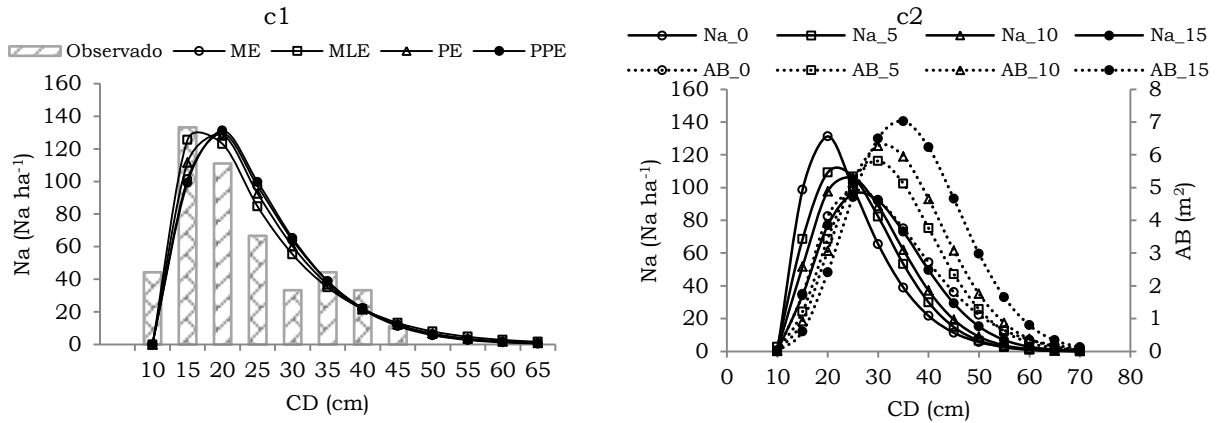 c1
Observado ME MLE PE PPE
160
140
120
100
80
60
40
20
0
Na (Na ha⁻¹)
10 15 20 25 30 35 40 45 50 55 60 65
CD (cm)
c2
Na_0 Na_5 Na_10 Na_15
AB_0 AB_5 AB_10 AB_15
160
140
120
100
80
60
40
20
0
Na (Na ha⁻¹)
8
7
6
5
4
3
2
1
0
AB (m²)
0 10 20 30 40 50 60 70 80
CD (cm)